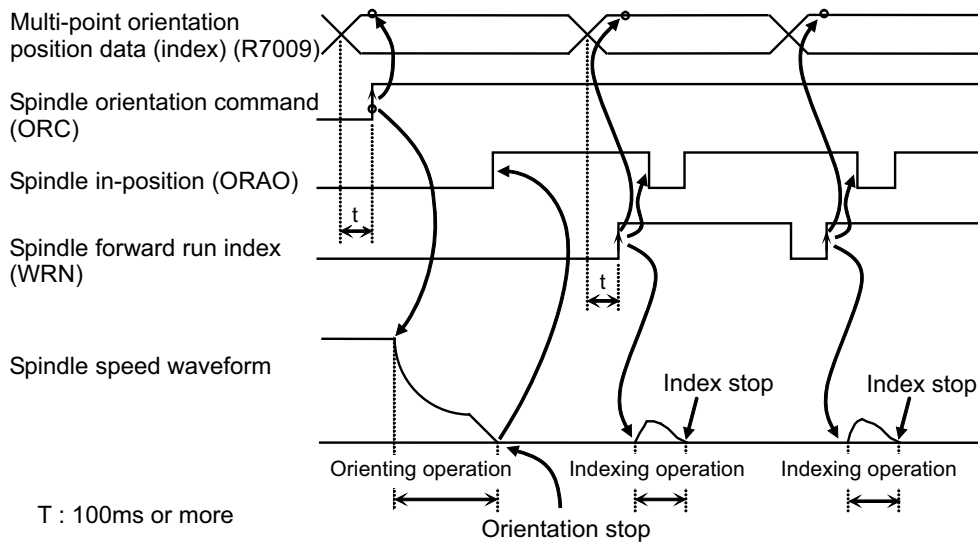 Multi-point orientation
position data (index) (R7009)
Spindle orientation command
(ORC)
Spindle in-position (ORAO)
t
Spindle forward run index
(WRN)
t
Spindle speed waveform
Index stop
Index stop
Orienting operation
Indexing operation
Indexing operation
T : 100ms or more
Orientation stop